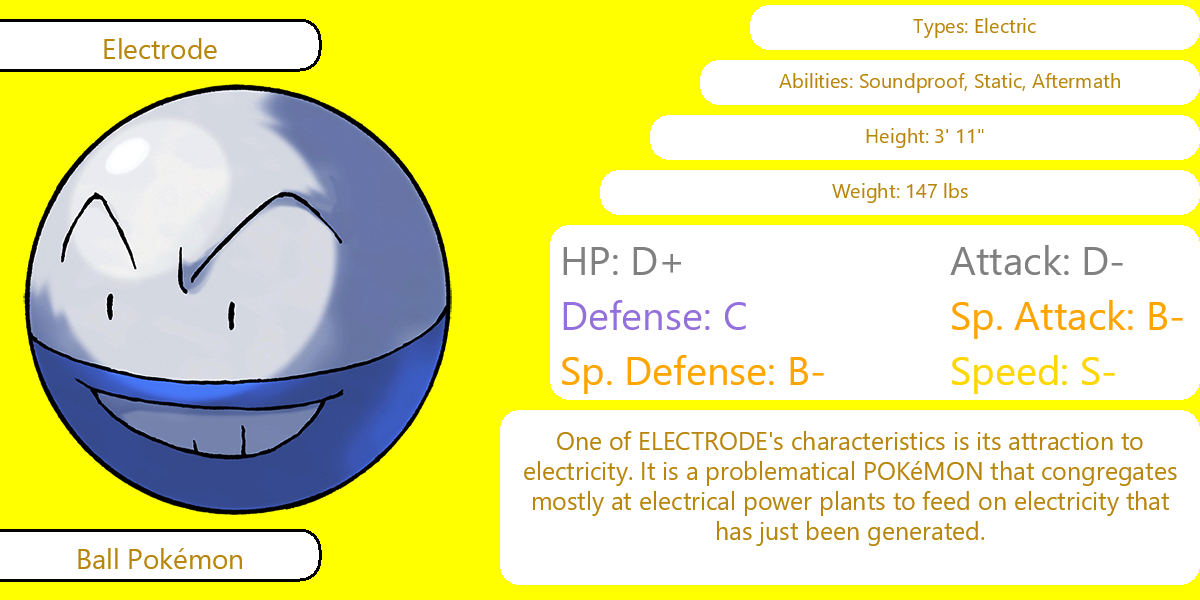 Electrode
Types: Electric
Abilities: Soundproof, Static, Aftermath
Height: 3' 11"
Weight: 147 lbs
HP: D+
Attack: D-
Defense: C
Sp. Attack: B-
Sp. Defense: B-
Speed: S-
One of ELECTRODE's characteristics is its attraction to
electricity. It is a problematical POKéMON that congregates
mostly at electrical power plants to feed on electricity that
has just been generated.
Ball Pokémon